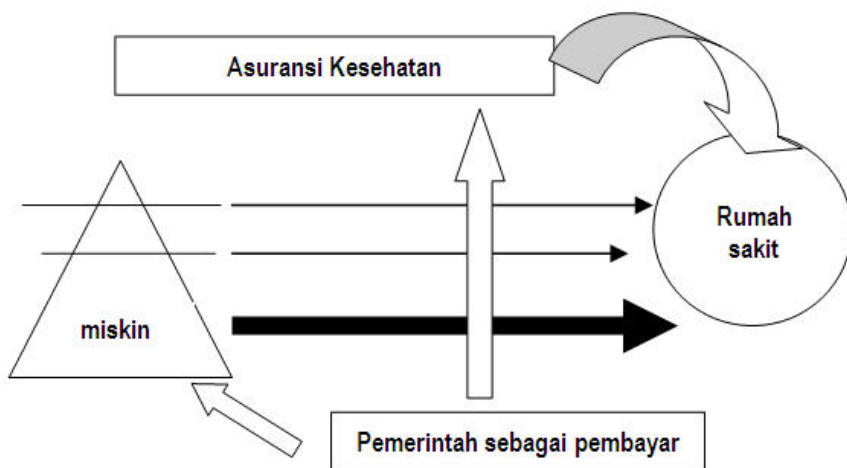 Asuransi Kesehatan
Rumah
sakit
miskin
Pemerintah sebagai pembayar